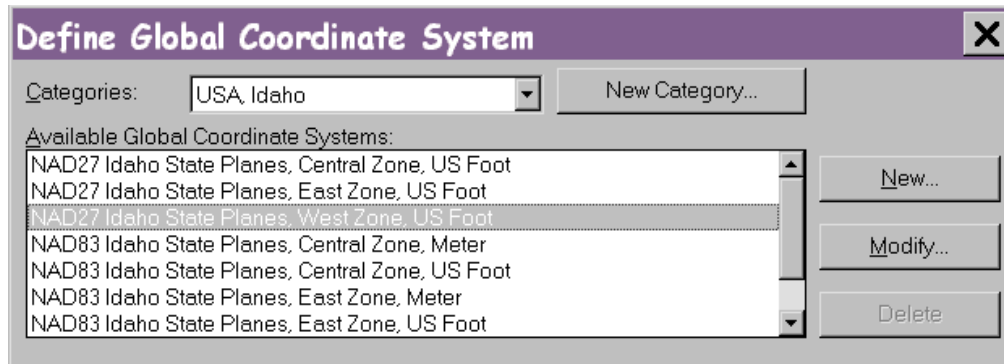 Define Global Coordinate System
Categories: USA, Idaho New Category...
Available Global Coordinate Systems:
NAD27 Idaho State Planes, Central Zone, US Foot
NAD27 Idaho State Planes, East Zone, US Foot
NAD27 Idaho State Planes, West Zone, US Foot
NAD83 Idaho State Planes, Central Zone, Meter
NAD83 Idaho State Planes, Central Zone, US Foot
NAD83 Idaho State Planes, East Zone, Meter
NAD83 Idaho State Planes, East Zone, US Foot
New...
Modify...
Delete